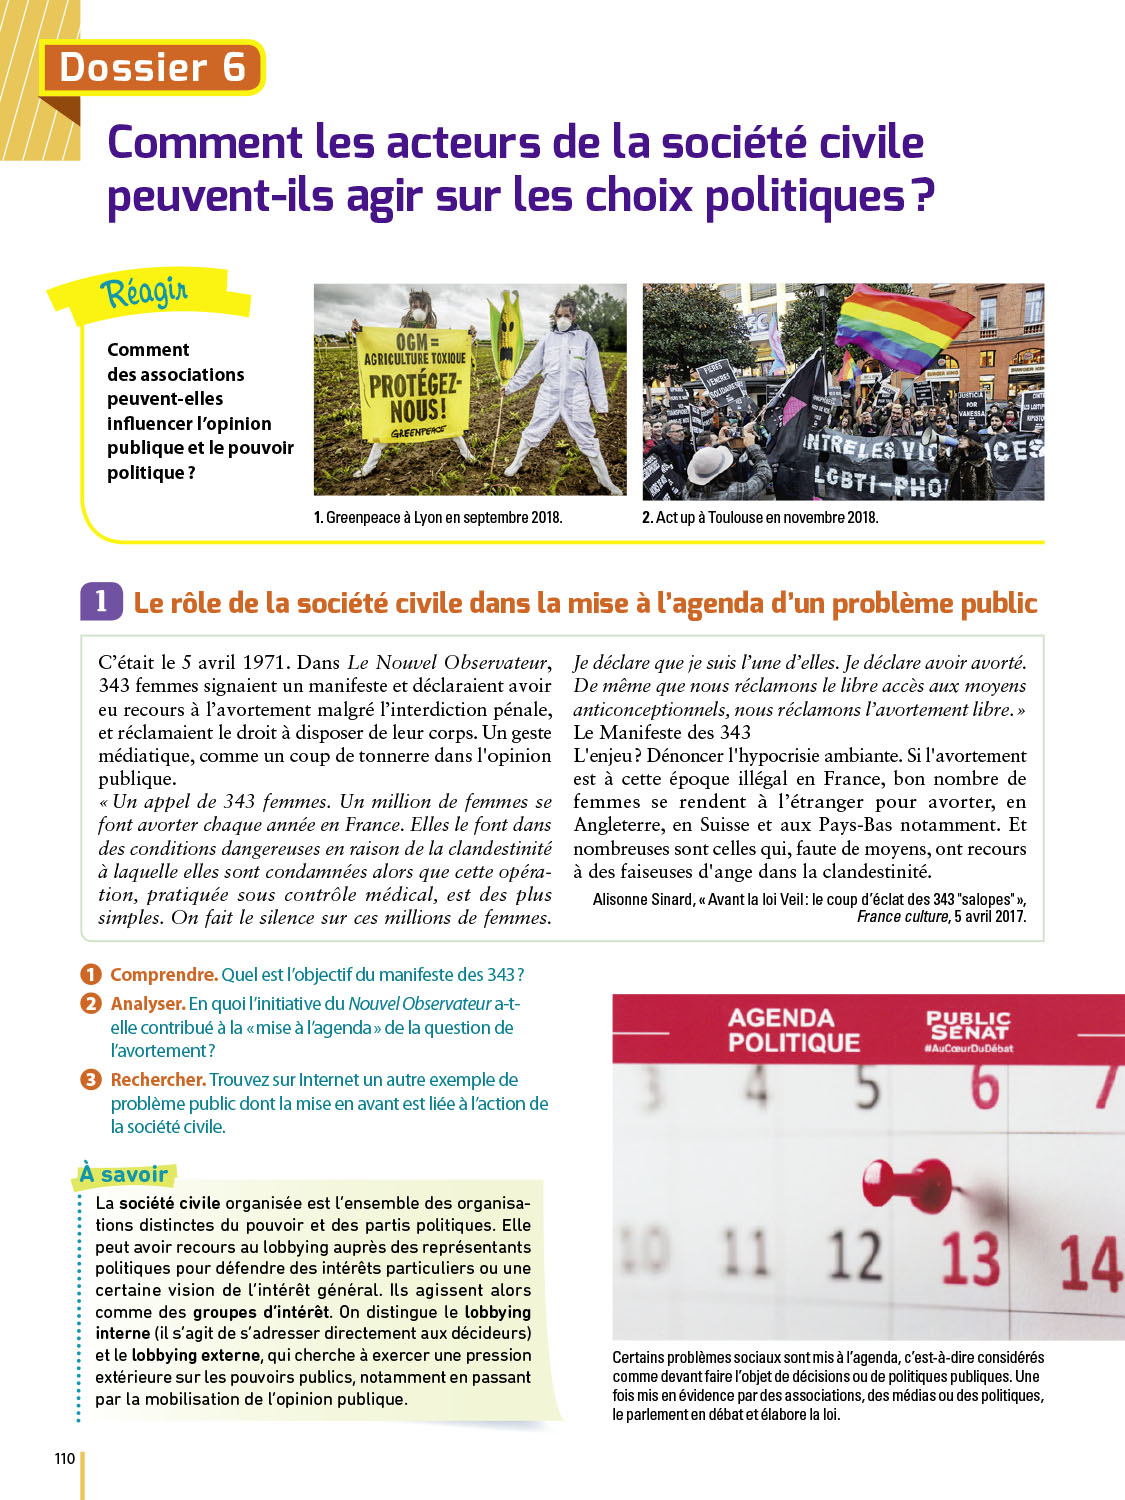 Dossier 6
Comment les acteurs de la société civile
peuvent-ils agir sur les choix politiques ?
Réagir
Comment
des associations
peuvent-elles
influencer l'opinion
publique et le pouvoir
politique ?
OGM =
AGRICULTURE TOXIQUE
PROTÉGEZ-
NOUS !
GREENPEACE
1. Greenpeace à Lyon en septembre 2018.
FIÈRES
VÉNÈRES
SOLIDAIRES
BURGER KING
JUSTICE
POUR
VANESSA
NTRE LES VIO NCES
LGBTI-PHO
2. Act up à Toulouse en novembre 2018.
1 Le rôle de la société civile dans la mise à l'agenda d'un problème public
C'était le 5 avril 1971. Dans Le Nouvel Observateur,
343 femmes signaient un manifeste et déclaraient avoir
eu recours à l'avortement malgré l'interdiction pénale,
et réclamaient le droit à disposer de leur corps. Un geste
médiatique, comme un coup de tonnerre dans l'opinion
publique.
« Un appel de 343 femmes. Un million de femmes se
font avorter chaque année en France. Elles le font dans
des conditions dangereuses en raison de la clandestinité
à laquelle elles sont condamnées alors que cette opéra-
tion, pratiquée sous contrôle médical, est des plus
simples. On fait le silence sur ces millions de femmes.
Je déclare que je suis l'une d'elles. Je déclare avoir avorté.
De même que nous réclamons le libre accès aux moyens
anticonceptionnels, nous réclamons l'avortement libre. »
Le Manifeste des 343
L'enjeu ? Dénoncer l'hypocrisie ambiante. Si l'avortement
est à cette époque illégal en France, bon nombre de
femmes se rendent à l'étranger pour avorter, en
Angleterre, en Suisse et aux Pays-Bas notamment. Et
nombreuses sont celles qui, faute de moyens, ont recours
à des faiseuses d'ange dans la clandestinité.
Alisonne Sinard, « Avant la loi Veil : le coup d'éclat des 343 "salopes" »,
France culture, 5 avril 2017.
1 Comprendre. Quel est l'objectif du manifeste des 343 ?
2 Analyser. En quoi l'initiative du Nouvel Observateur a-t-
elle contribué à la « mise à l'agenda » de la question de
l'avortement ?
3 Rechercher. Trouvez sur Internet un autre exemple de
problème public dont la mise en avant est liée à l'action de
la société civile.
À savoir
La société civile organisée est l'ensemble des organisa-
tions distinctes du pouvoir et des partis politiques. Elle
peut avoir recours au lobbying auprès des représentants
politiques pour défendre des intérêts particuliers ou une
certaine vision de l'intérêt général. Ils agissent alors
comme des groupes d'intérêt. On distingue le lobbying
interne (il s'agit de s'adresser directement aux décideurs)
et le lobbying externe, qui cherche à exercer une pression
extérieure sur les pouvoirs publics, notamment en passant
par la mobilisation de l'opinion publique.
AGENDA
POLITIQUE
PUBLIC
SENAT
#AuCœurDuDébat
3 4 5 6 7
10 11 12 13 14
Certains problèmes sociaux sont mis à l'agenda, c'est-à-dire considérés
comme devant faire l'objet de décisions ou de politiques publiques. Une
fois mis en évidence par des associations, des médias ou des politiques,
le parlement en débat et élabore la loi.
110